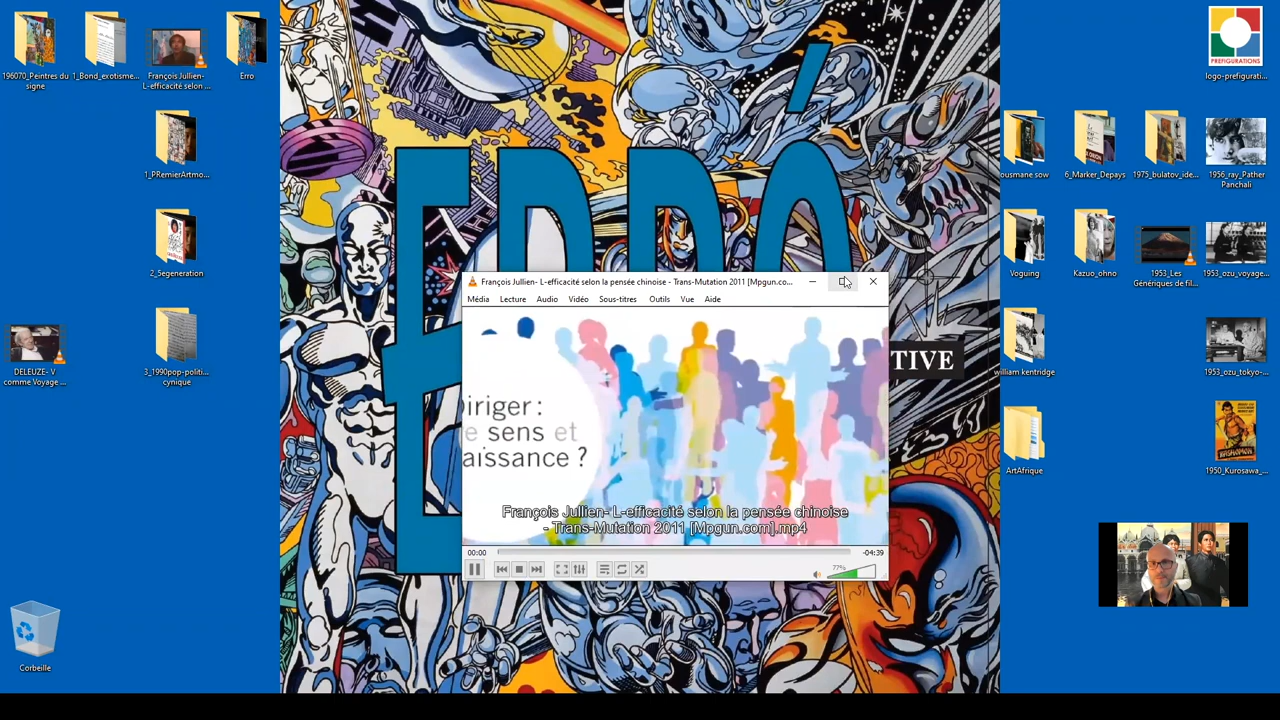 196070_Peintres du
signe
1_Bond_exotisme...
François Jullien-
L-efficacité selon ...
Erro
1_PRemierArtmo...
2_5egeneration
DELEUZE- V
comme Voyage ...
3_1990pop-politi...
cynique
Corbeille
ERRÓ
TIVE
François Jullien- L-efficacité selon la pensée chinoise - Trans-Mutation 2011 [Mpgun.co...
Média Lecture Audio Vidéo Sous-titres Outils Vue Aide
Diriger :
e sens et
aissance ?
François Jullien- L-efficacité selon la pensée chinoise
- Trans-Mutation 2011 [Mpgun.com].mp4
00:00
-04:39
77%
PREFIGURATIONS
logo-prefigurati...
ousmane.sow
6_Marker_Depays
1975_bulatov_ide...
1956_ray_Pather
Panchali
Voguing
Kazuo_ohno
1953_Les
Génériques de fil...
1953_ozu_voyage...
william kentridge
1953_ozu_tokyo-...
ArtAfrique
1950_Kurosawa_...